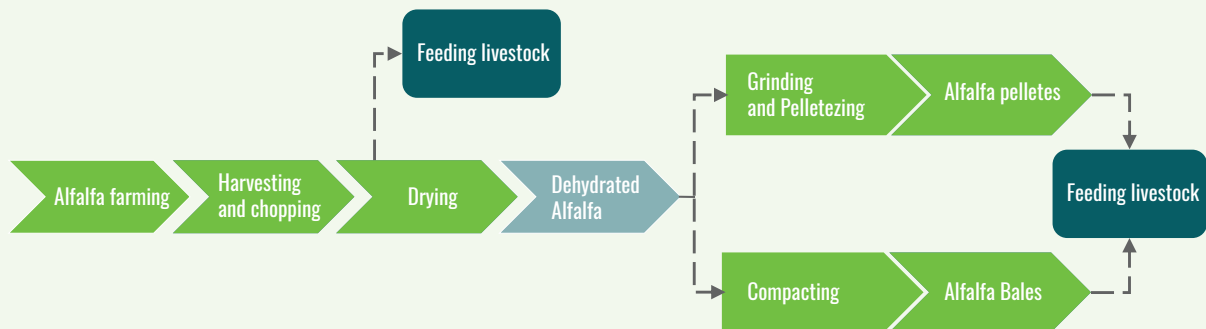 Feeding livestock
Alfalfa farming
Harvesting
and chopping
Drying
Dehydrated
Alfalfa
Grinding
and Pelletezing
Alfalfa pelletes
Compacting
Alfalfa Bales
Feeding livestock